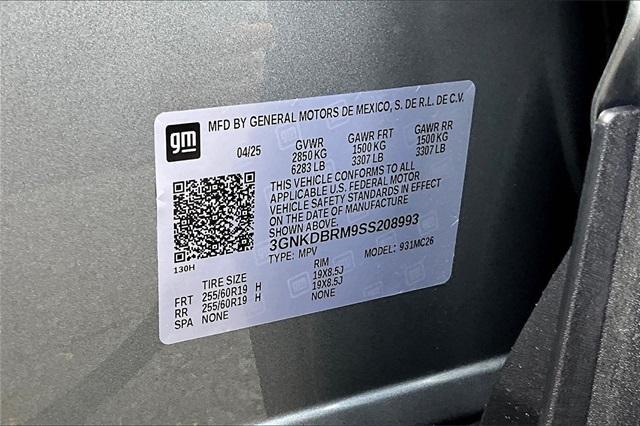 gm MFD BY GENERAL MOTORS DE MEXICO, S. DE R.L. DE C.V.
04/25 GVWR GAWR FRT GAWR RR
2850 KG 1500 KG 1500 KG
6283 LB 3307 LB 3307 LB
THIS VEHICLE CONFORMS TO ALL
APPLICABLE U.S. FEDERAL MOTOR
VEHICLE SAFETY STANDARDS IN EFFECT
ON THE DATE OF MANUFACTURE
SHOWN ABOVE.
3GNKDBRM9SS208993
TYPE: MPV MODEL: 931MC26
130H
TIRE SIZE RIM
FRT 255/60R19 H 19X8.5J
RR 255/60R19 H 19X8.5J
SPA NONE NONE